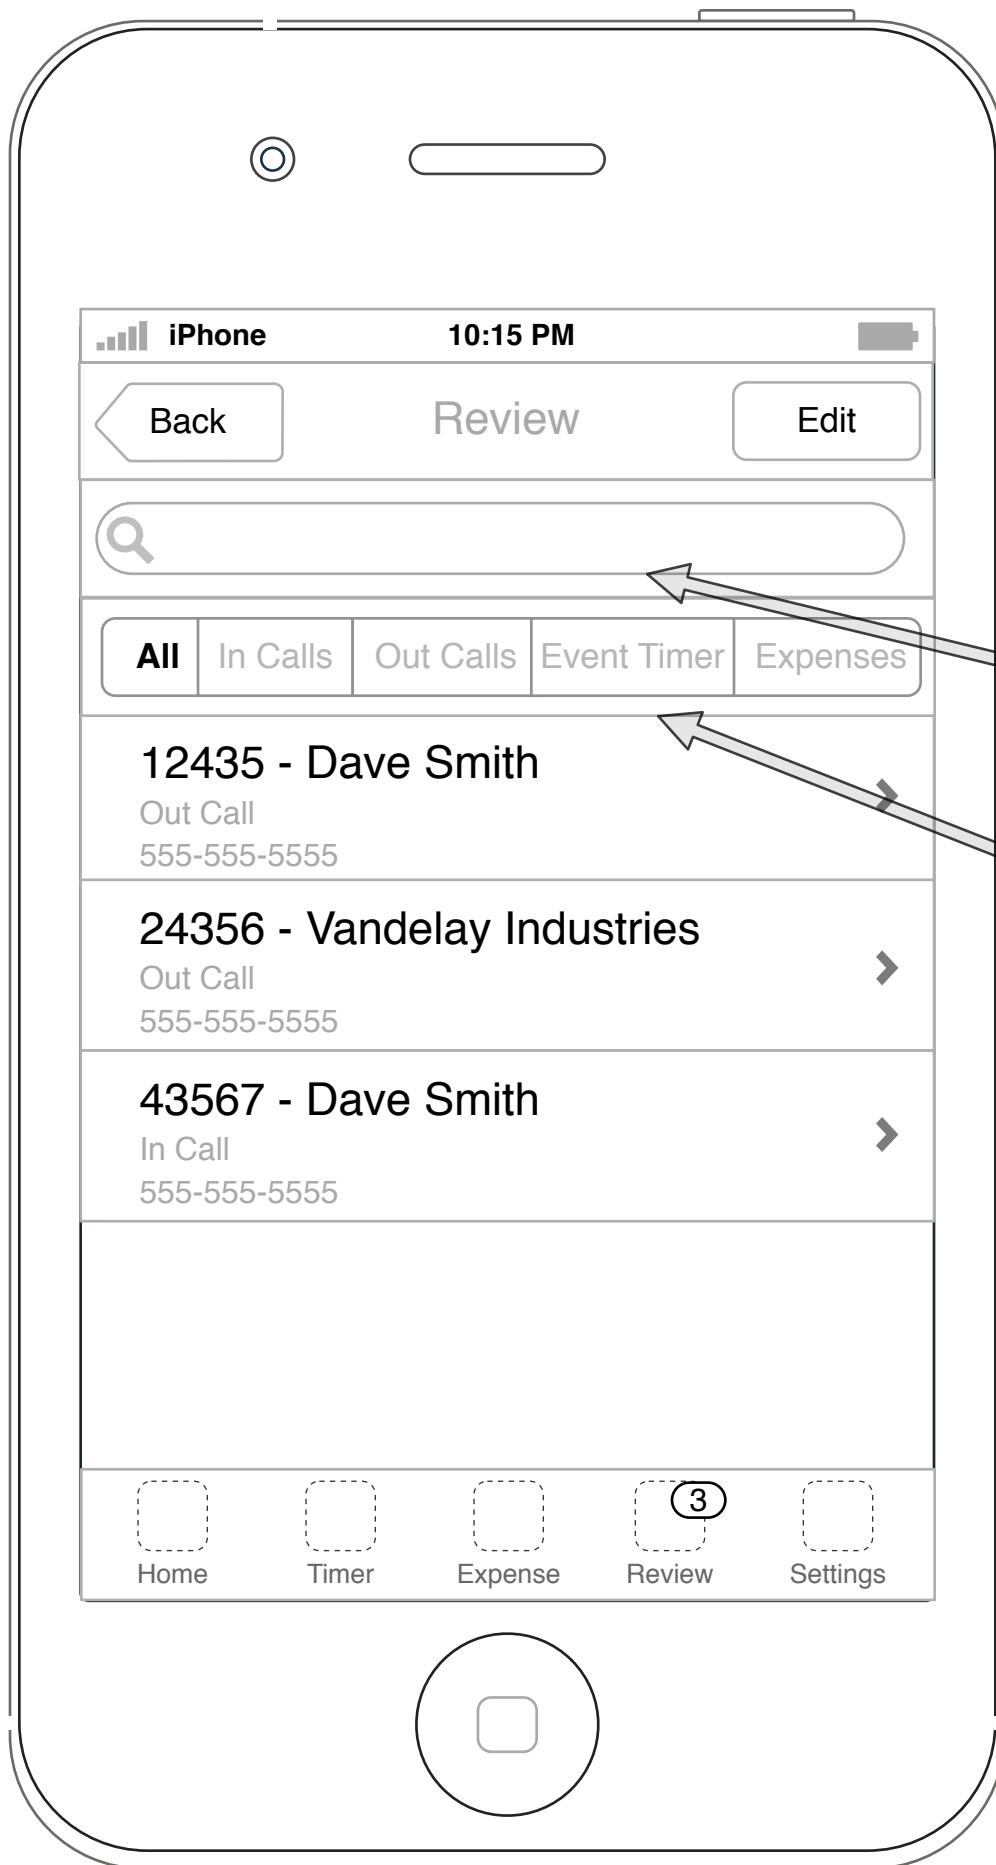 iPhone 10:15 PM
Back Review Edit
All In Calls Out Calls Event Timer Expenses
12435 - Dave Smith
Out Call
555-555-5555
24356 - Vandelay Industries
Out Call
555-555-5555
43567 - Dave Smith
In Call
555-555-5555
3
Home Timer Expense Review Settings